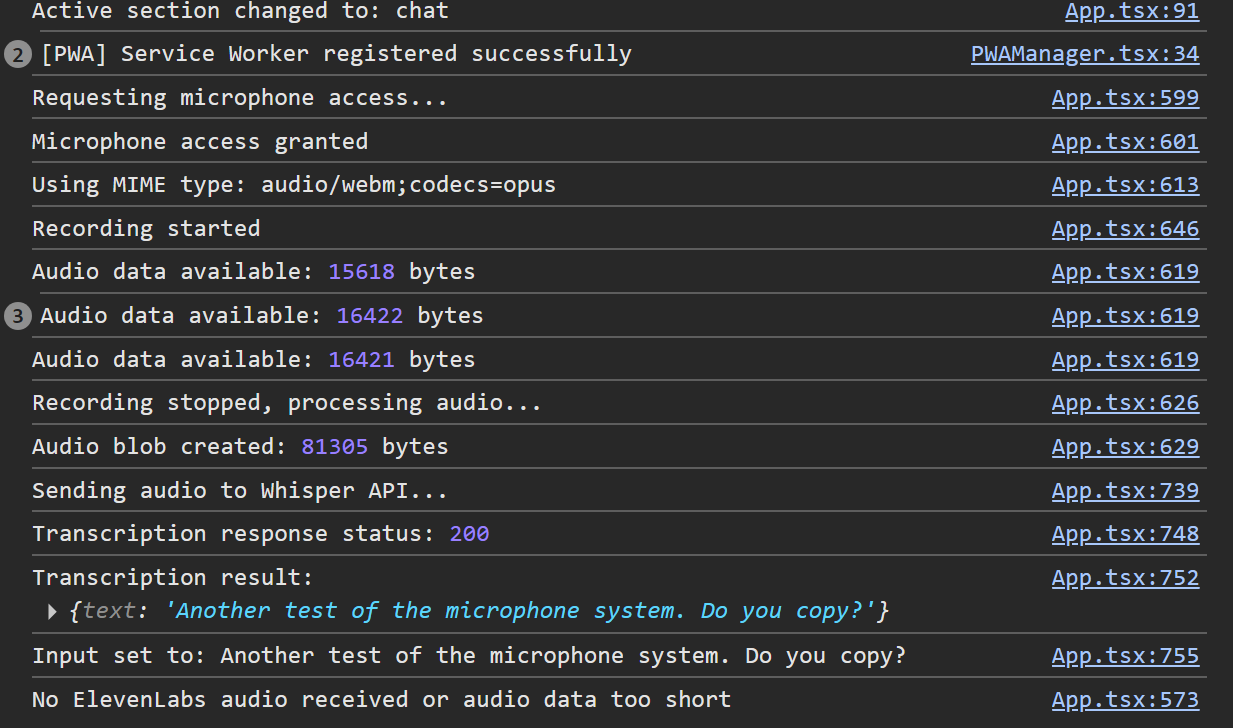 Active section changed to: chat App.tsx:91
2 [PWA] Service Worker registered successfully PWAManager.tsx:34
Requesting microphone access... App.tsx:599
Microphone access granted App.tsx:601
Using MIME type: audio/webm;codecs=opus App.tsx:613
Recording started App.tsx:646
Audio data available: 15618 bytes App.tsx:619
3 Audio data available: 16422 bytes App.tsx:619
Audio data available: 16421 bytes App.tsx:619
Recording stopped, processing audio... App.tsx:626
Audio blob created: 81305 bytes App.tsx:629
Sending audio to Whisper API... App.tsx:739
Transcription response status: 200 App.tsx:748
Transcription result: App.tsx:752
{text: 'Another test of the microphone system. Do you copy?'}
Input set to: Another test of the microphone system. Do you copy? App.tsx:755
No ElevenLabs audio received or audio data too short App.tsx:573